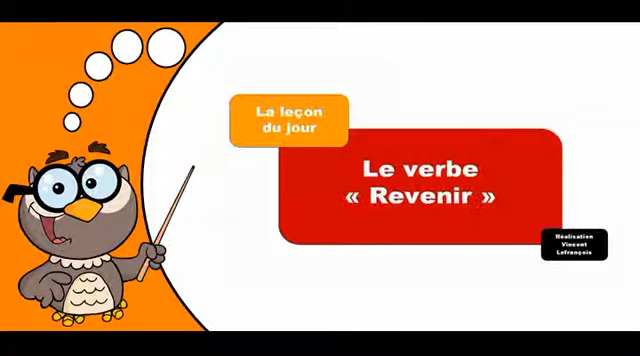 La leçon
du jour
Le verbe
« Revenir »
Réalisation
Vincent
Lefrançois